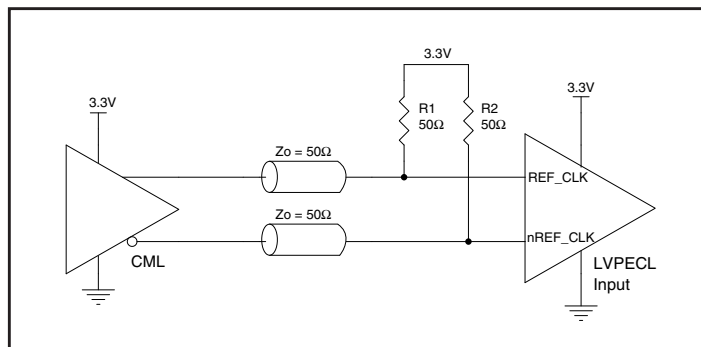 3.3V
3.3V
3.3V
R1
50Ω
R2
50Ω
Zo = 50Ω
REF_CLK
Zo = 50Ω
nREF_CLK
CML
LVPECL
Input